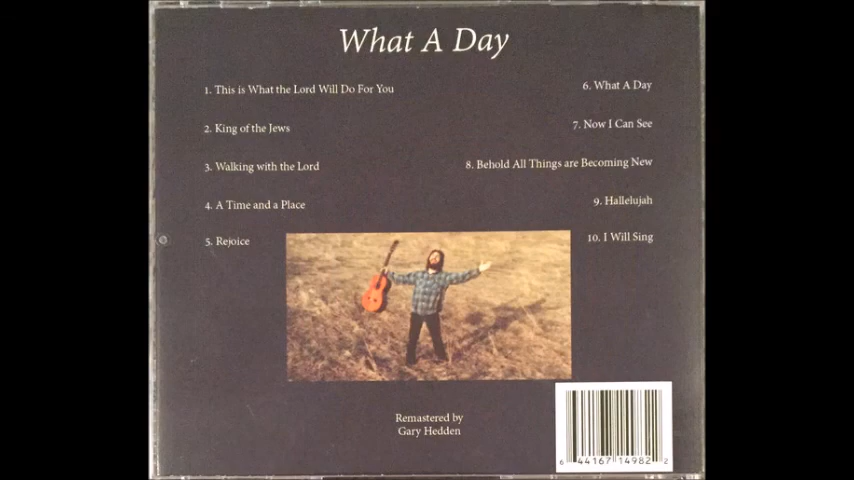 What A Day
1. This is What the Lord Will Do For You
2. King of the Jews
3. Walking with the Lord
4. A Time and a Place
5. Rejoice
6. What A Day
7. Now I Can See
8. Behold All Things are Becoming New
9. Hallelujah
10. I Will Sing
Remastered by
Gary Hedden
6 44167 14982 2